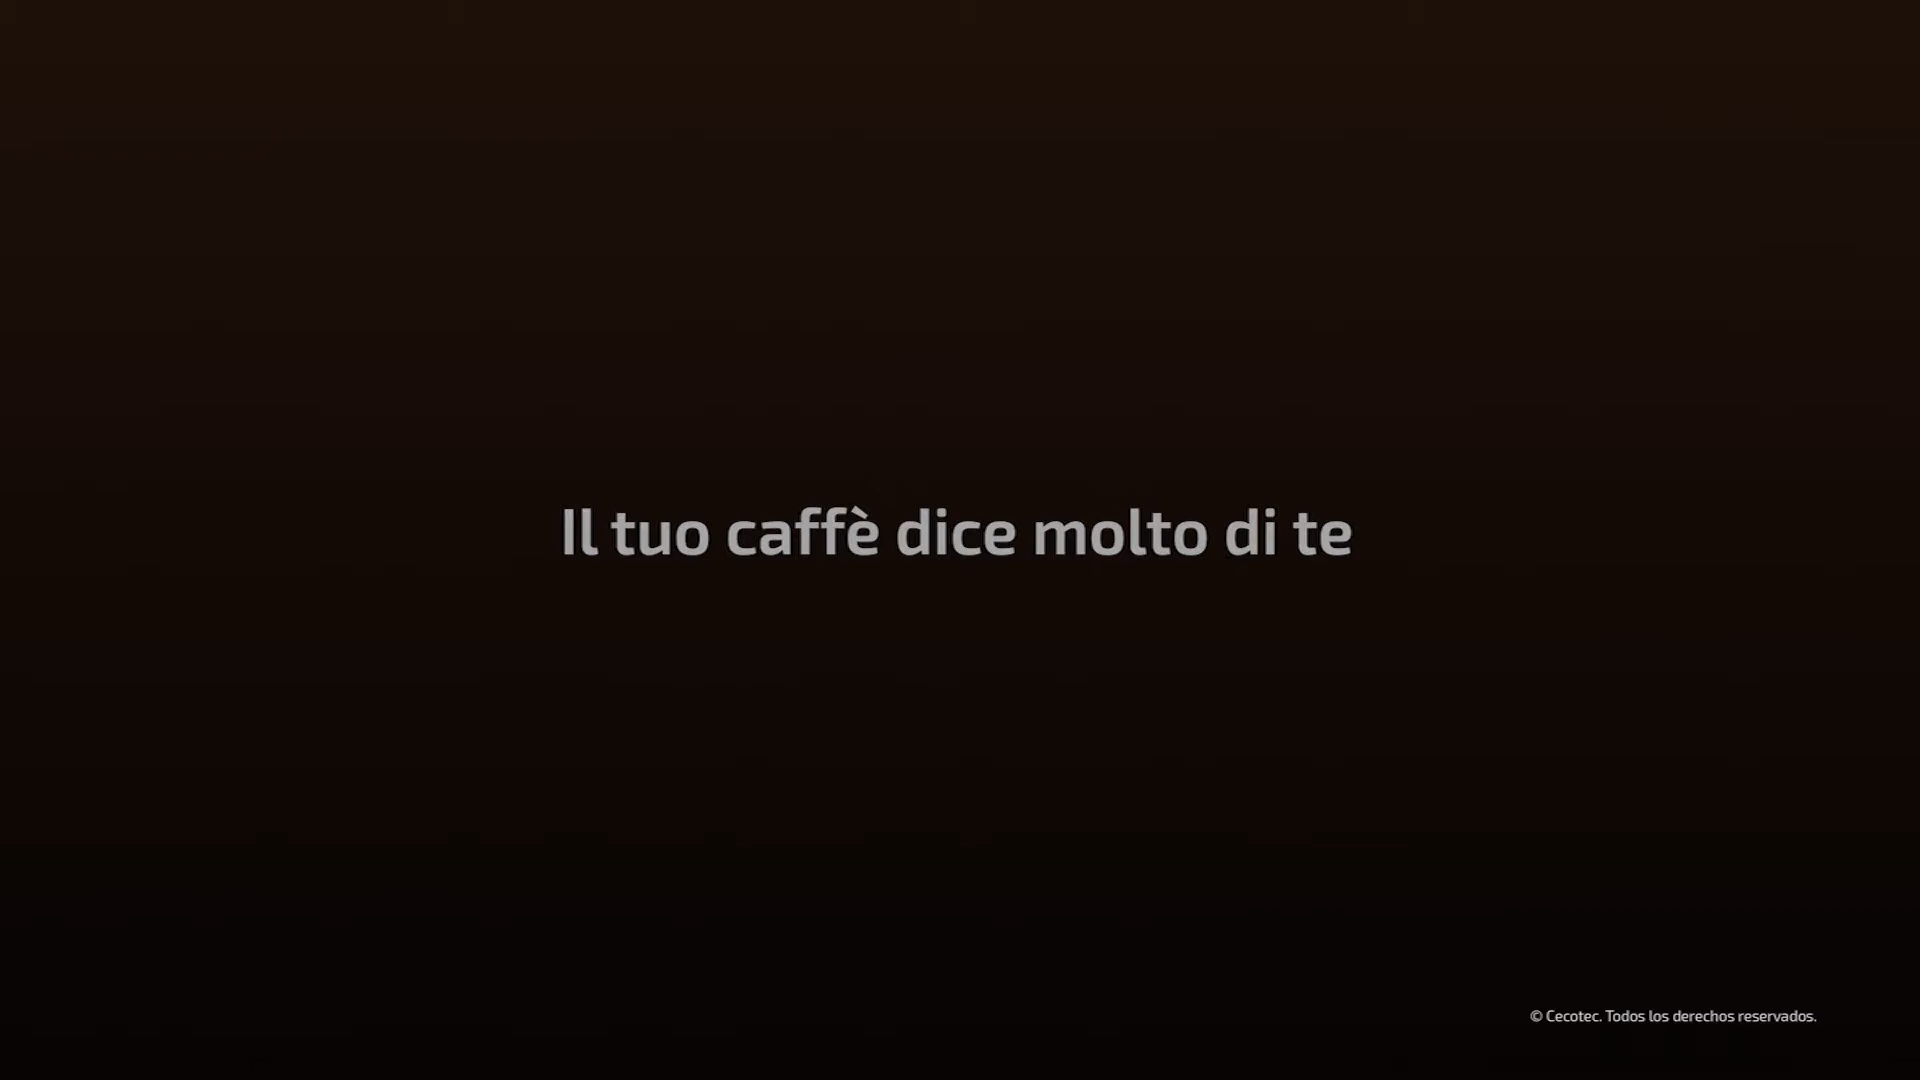 Il tuo caffè dice molto di te
© Cecotec. Todos los derechos reservados.